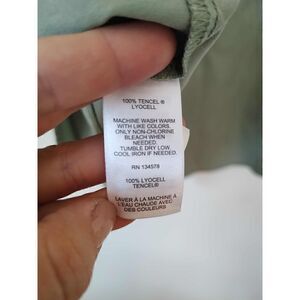 100% TENCEL ®
LYOCELL
MACHINE WASH WARM
WITH LIKE COLORS.
ONLY NON-CHLORINE
BLEACH WHEN
NEEDED.
TUMBLE DRY LOW.
COOL IRON IF NEEDED.
RN 134578
100% LYOCELL
TENCEL®
LAVER À LA MACHINE À
L'EAU CHAUDE AVEC
DES COULEURS